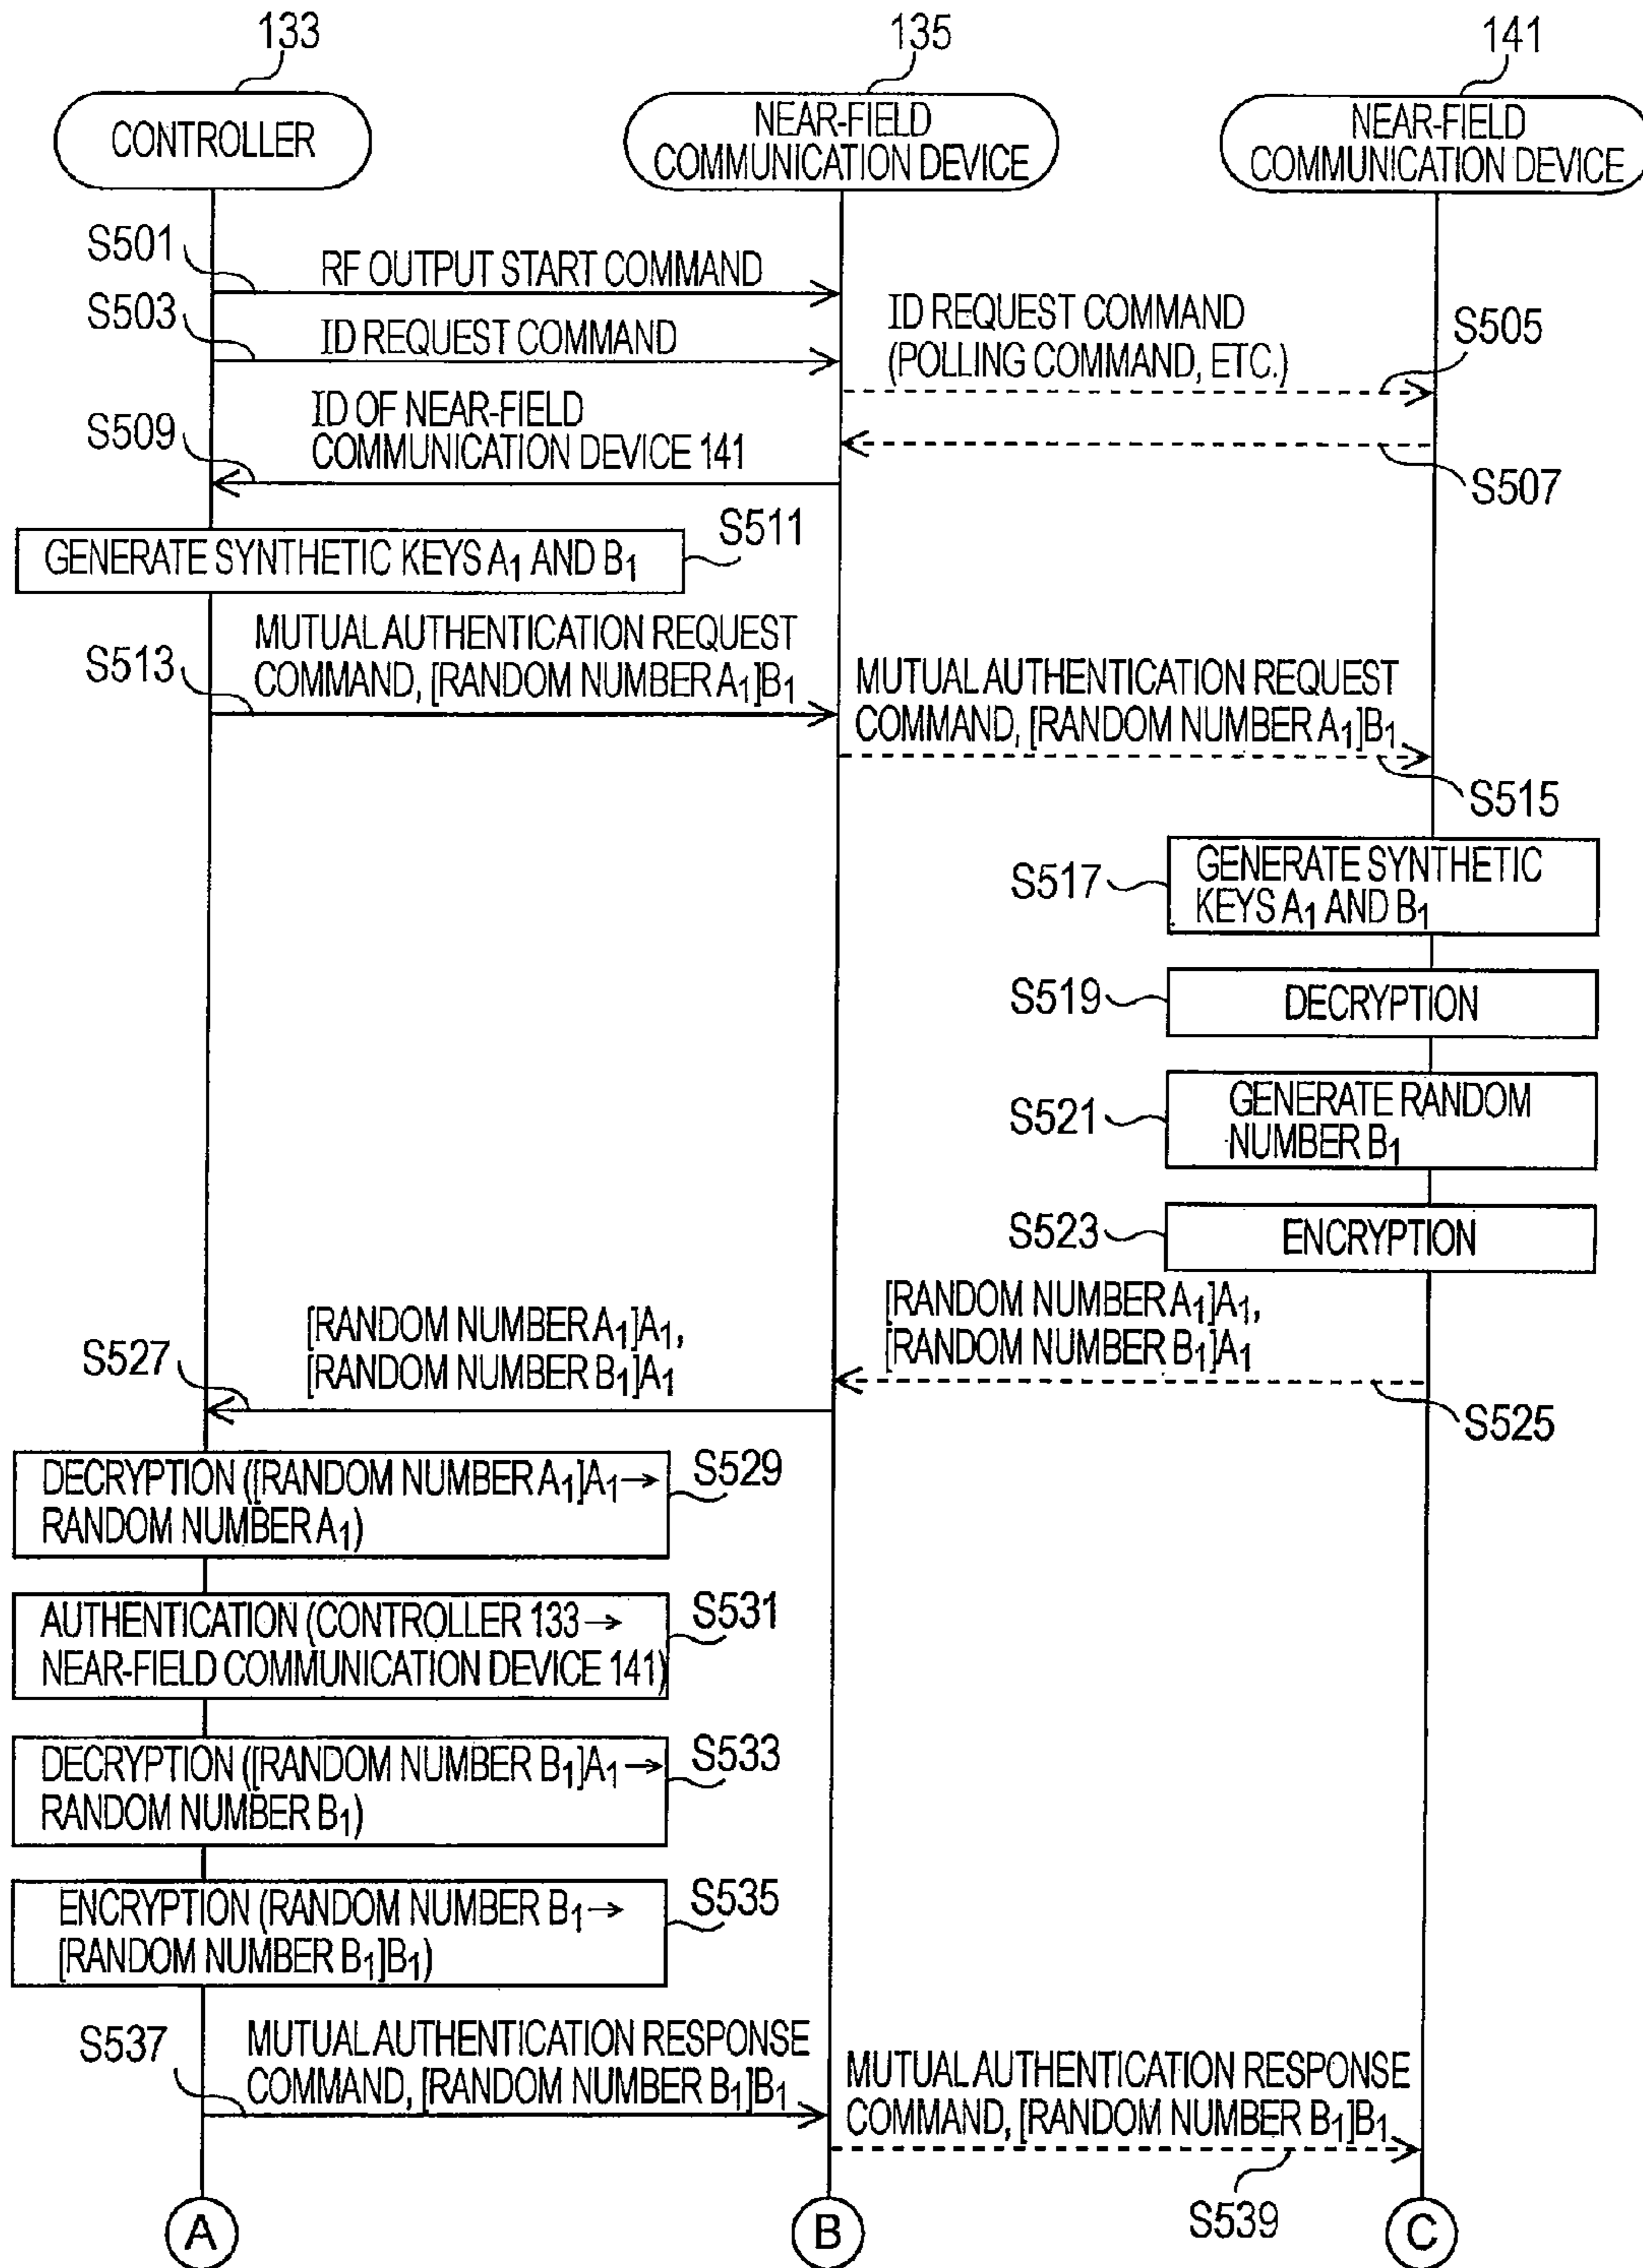 133
135
141
CONTROLLER
NEAR-FIELD
COMMUNICATION DEVICE
NEAR-FIELD
COMMUNICATION DEVICE
S501
RF OUTPUT START COMMAND
S503
ID REQUEST COMMAND
ID REQUEST COMMAND
(POLLING COMMAND, ETC.)
S505
S509
ID OF NEAR-FIELD
COMMUNICATION DEVICE 141
S507
GENERATE SYNTHETIC KEYS A1 AND B1
S511
S513
MUTUAL AUTHENTICATION REQUEST
COMMAND, [RANDOM NUMBER A1]B1
MUTUAL AUTHENTICATION REQUEST
COMMAND, [RANDOM NUMBER A1]B1
S515
S517
GENERATE SYNTHETIC
KEYS A1 AND B1
S519
DECRYPTION
S521
GENERATE RANDOM
NUMBER B1
S523
ENCRYPTION
[RANDOM NUMBER A1]A1,
[RANDOM NUMBER B1]A1
S525
S527
[RANDOM NUMBER A1]A1,
[RANDOM NUMBER B1]A1
DECRYPTION ([RANDOM NUMBER A1]A1→
RANDOM NUMBER A1)
S529
AUTHENTICATION (CONTROLLER 133→
NEAR-FIELD COMMUNICATION DEVICE 141)
S531
DECRYPTION ([RANDOM NUMBER B1]A1→
RANDOM NUMBER B1)
S533
ENCRYPTION (RANDOM NUMBER B1→
[RANDOM NUMBER B1]B1)
S535
S537
MUTUAL AUTHENTICATION RESPONSE
COMMAND, [RANDOM NUMBER B1]B1
MUTUAL AUTHENTICATION RESPONSE
COMMAND, [RANDOM NUMBER B1]B1
S539
A
B
C